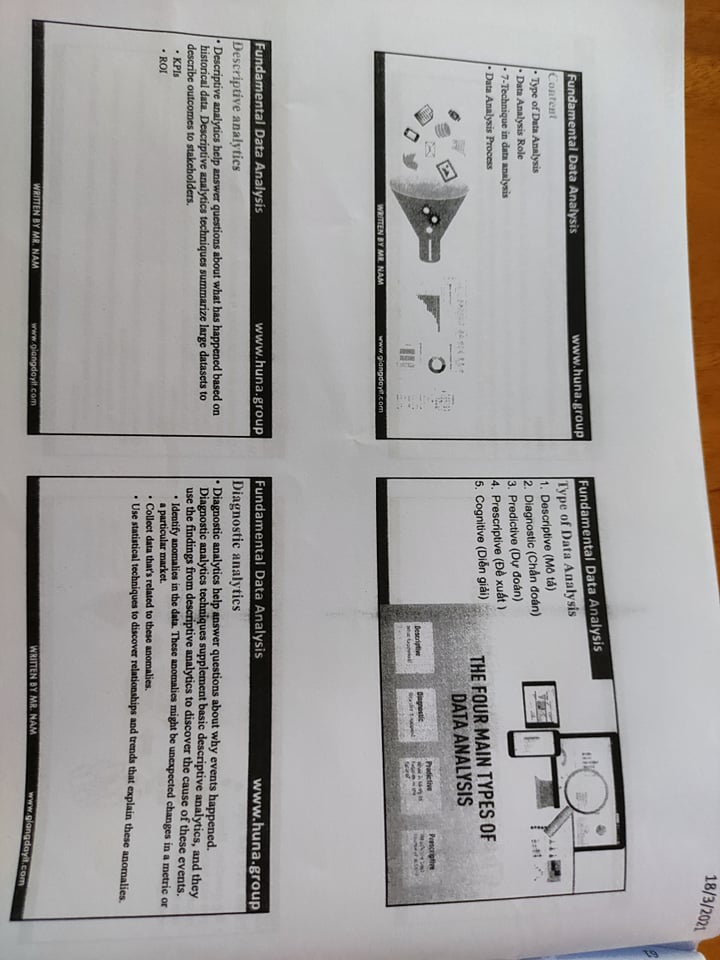 18/3/2021
Fundamental Data Analysis
www.huna.group
Content
• Type of Data Analysis
• Data Analysis Role
• 7-Technique in data analysis
• Data Analysis Process
WRITTEN BY MR. NAM
www.giangdayit.com
Fundamental Data Analysis
Type of Data Analysis
1. Descriptive (Mô tả)
2. Diagnostic (Chẩn đoán)
3. Predictive (Dự đoán)
4. Prescriptive (Đề xuất )
5. Cognitive (Diễn giải)
THE FOUR MAIN TYPES OF
DATA ANALYSIS
Descriptive
Diagnostic
Predictive
Prescriptive
Fundamental Data Analysis
www.huna.group
Descriptive analytics
• Descriptive analytics help answer questions about what has happened based on
historical data. Descriptive analytics techniques summarize large datasets to
describe outcomes to stakeholders.
• KPIs
• ROI
WRITTEN BY MR. NAM
www.giangdayit.com
Fundamental Data Analysis
www.huna.group
Diagnostic analytics
• Diagnostic analytics help answer questions about why events happened.
Diagnostic analytics techniques supplement basic descriptive analytics, and they
use the findings from descriptive analytics to discover the cause of these events.
• Identify anomalies in the data. These anomalies might be unexpected changes in a metric or
a particular market.
• Collect data that's related to these anomalies.
• Use statistical techniques to discover relationships and trends that explain these anomalies.
WRITTEN BY MR. NAM
www.giangdayit.com